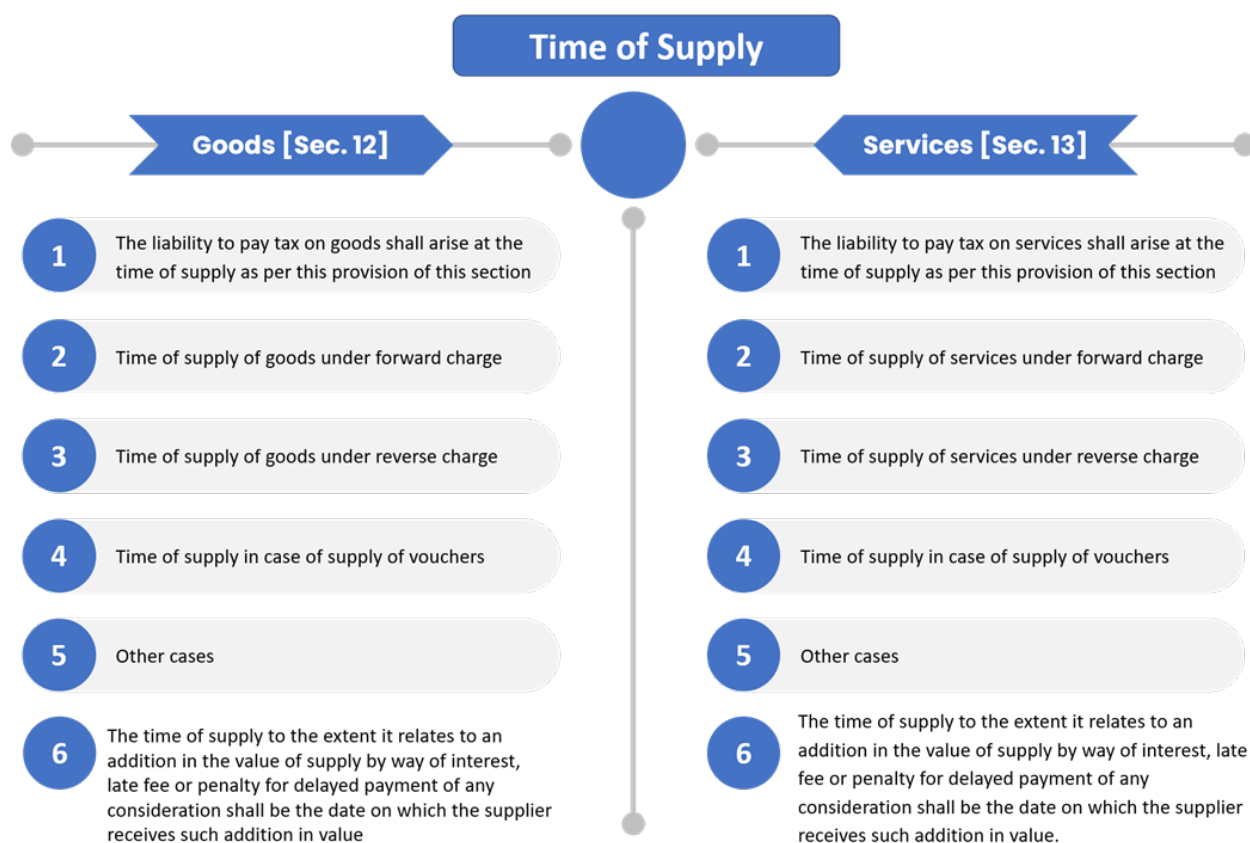 Time of Supply
Goods [Sec. 12]
1
The liability to pay tax on goods shall arise at the
time of supply as per this provision of this section
2
Time of supply of goods under forward charge
3
Time of supply of goods under reverse charge
4
Time of supply in case of supply of vouchers
5
Other cases
6
The time of supply to the extent it relates to an
addition in the value of supply by way of interest,
late fee or penalty for delayed payment of any
consideration shall be the date on which the supplier
receives such addition in value
Services [Sec. 13]
1
The liability to pay tax on services shall arise at the
time of supply as per this provision of this section
2
Time of supply of services under forward charge
3
Time of supply of services under reverse charge
4
Time of supply in case of supply of vouchers
5
Other cases
6
The time of supply to the extent it relates to an
addition in the value of supply by way of interest, late
fee or penalty for delayed payment of any
consideration shall be the date on which the supplier
receives such addition in value.